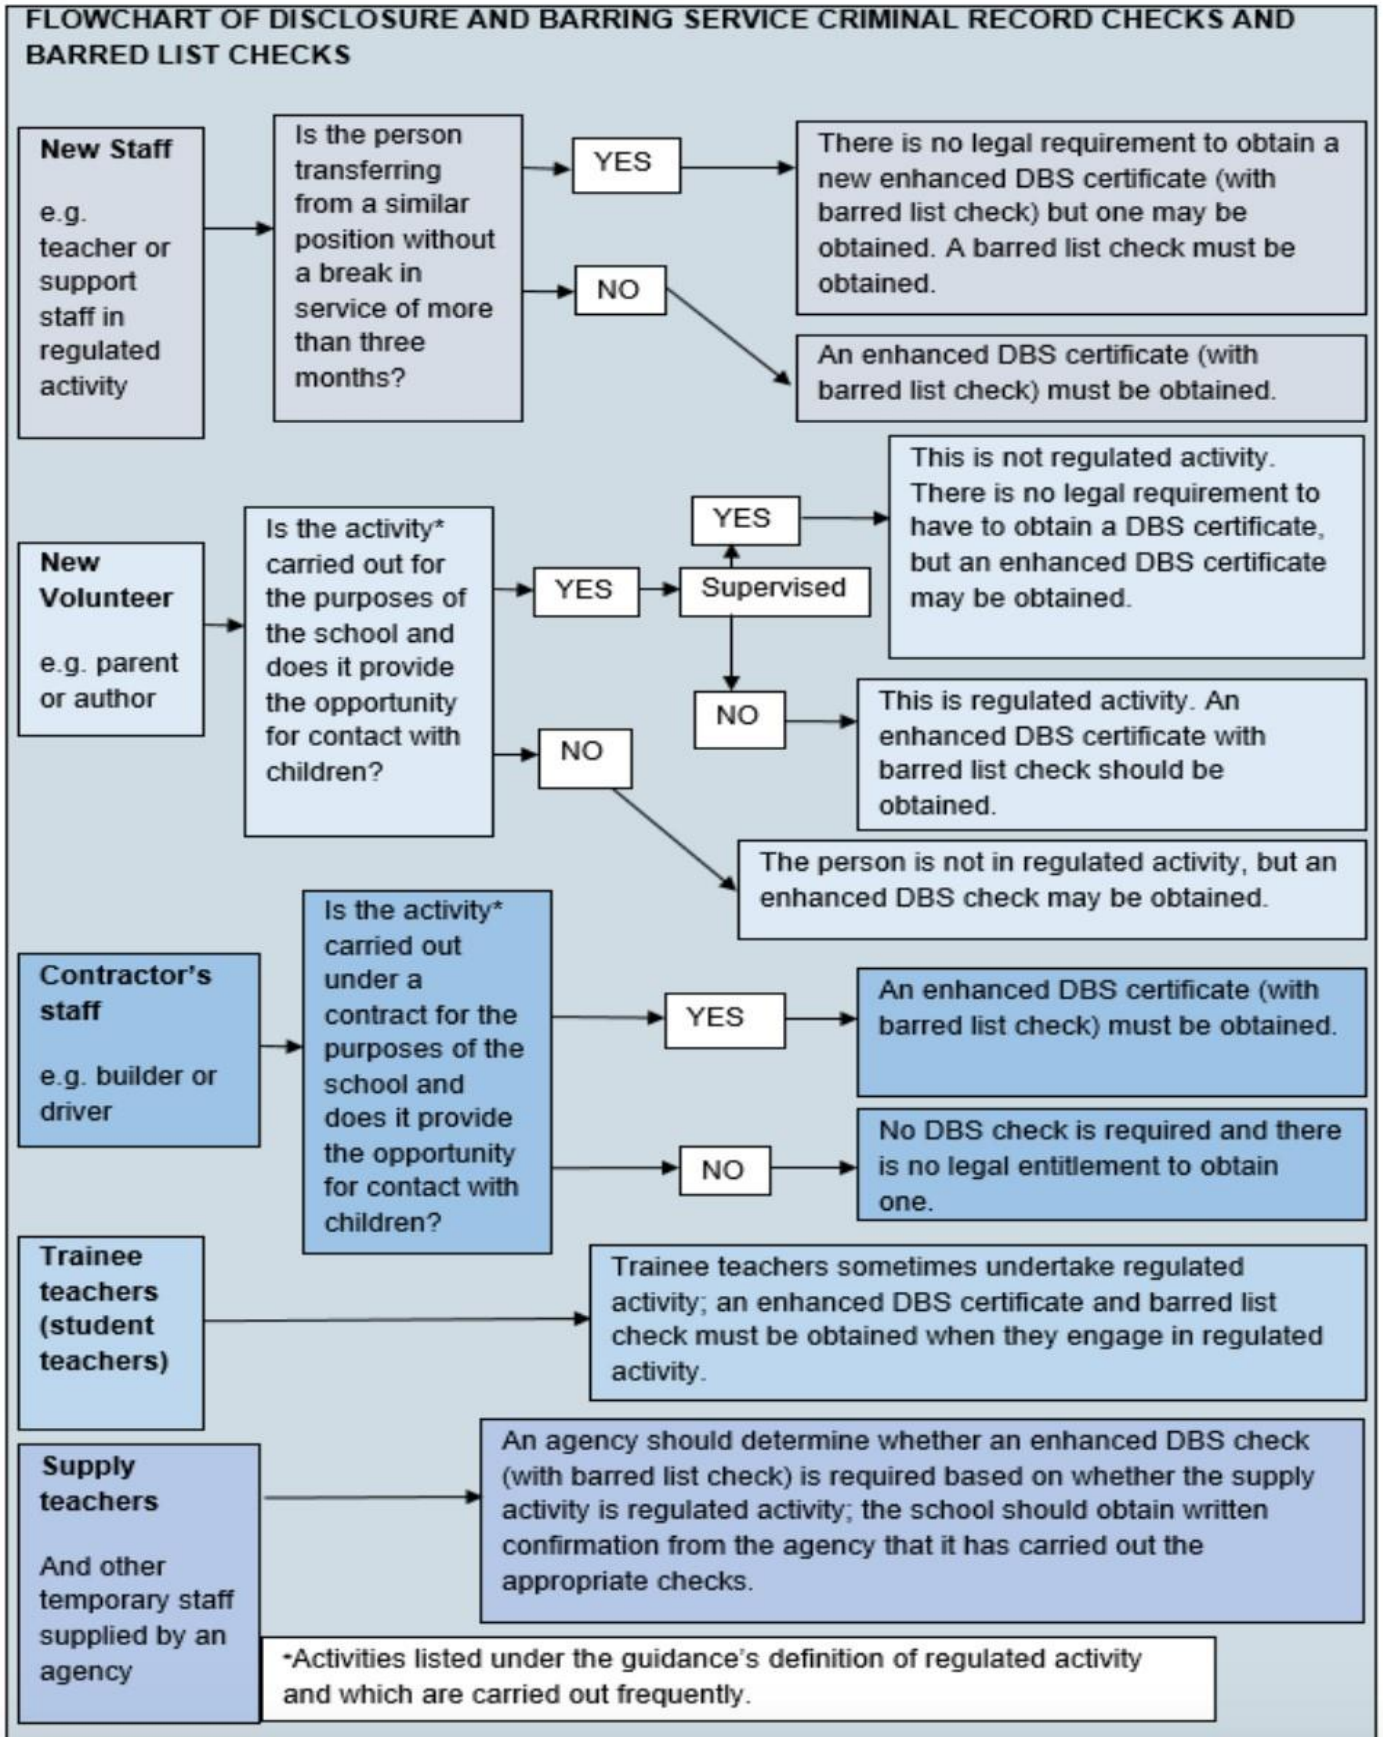 FLOWCHART OF DISCLOSURE AND BARRING SERVICE CRIMINAL RECORD CHECKS AND
BARRED LIST CHECKS
New Staff
e.g.
teacher or
support
staff in
regulated
activity
Is the person
transferring
from a similar
position without
a break in
service of more
than three
months?
YES
There is no legal requirement to obtain a
new enhanced DBS certificate (with
barred list check) but one may be
obtained. A barred list check must be
obtained.
NO
An enhanced DBS certificate (with
barred list check) must be obtained.
New
Volunteer
e.g. parent
or author
Is the activity*
carried out for
the purposes of
the school and
does it provide
the opportunity
for contact with
children?
YES
Supervised
YES
This is not regulated activity.
There is no legal requirement to
have to obtain a DBS certificate,
but an enhanced DBS certificate
may be obtained.
NO
This is regulated activity. An
enhanced DBS certificate with
barred list check should be
obtained.
NO
The person is not in regulated activity, but an
enhanced DBS check may be obtained.
Contractor's
staff
e.g. builder or
driver
Is the activity*
carried out
under a
contract for the
purposes of the
school and
does it provide
the opportunity
for contact with
children?
YES
An enhanced DBS certificate (with
barred list check) must be obtained.
NO
No DBS check is required and there
is no legal entitlement to obtain
one.
Trainee
teachers
(student
teachers)
Trainee teachers sometimes undertake regulated
activity; an enhanced DBS certificate and barred list
check must be obtained when they engage in regulated
activity.
Supply
teachers
And other
temporary staff
supplied by an
agency
An agency should determine whether an enhanced DBS check
(with barred list check) is required based on whether the supply
activity is regulated activity; the school should obtain written
confirmation from the agency that it has carried out the
appropriate checks.
*Activities listed under the guidance's definition of regulated activity
and which are carried out frequently.